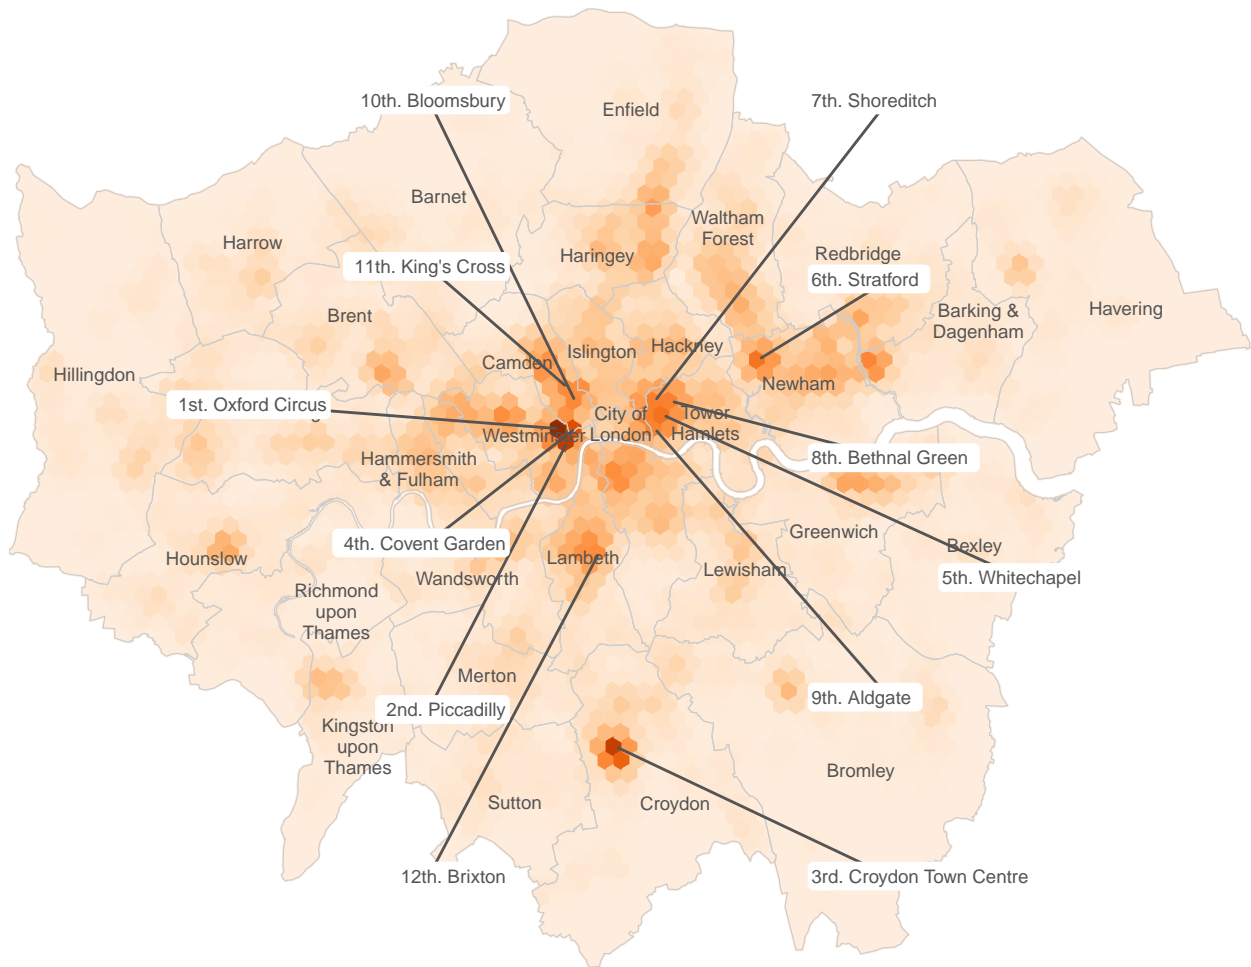 10th. Bloomsbury
7th. Shoreditch
Enfield
Barnet
Waltham
Forest
Harrow
Haringey
Redbridge
11th. King's Cross
6th. Stratford
Brent
Barking &
Dagenham
Havering
Islington
Hackney
Camden
Hillingdon
Newham
1st. Oxford Circus
City of
London
Tower
Hamlets
Westminster
Hammersmith
& Fulham
8th. Bethnal Green
4th. Covent Garden
Greenwich
Bexley
Hounslow
Lambeth
Wandsworth
Lewisham
5th. Whitechapel
Richmond
upon
Thames
Merton
9th. Aldgate
2nd. Piccadilly
Kingston
upon
Thames
Bromley
Sutton
Croydon
12th. Brixton
3rd. Croydon Town Centre